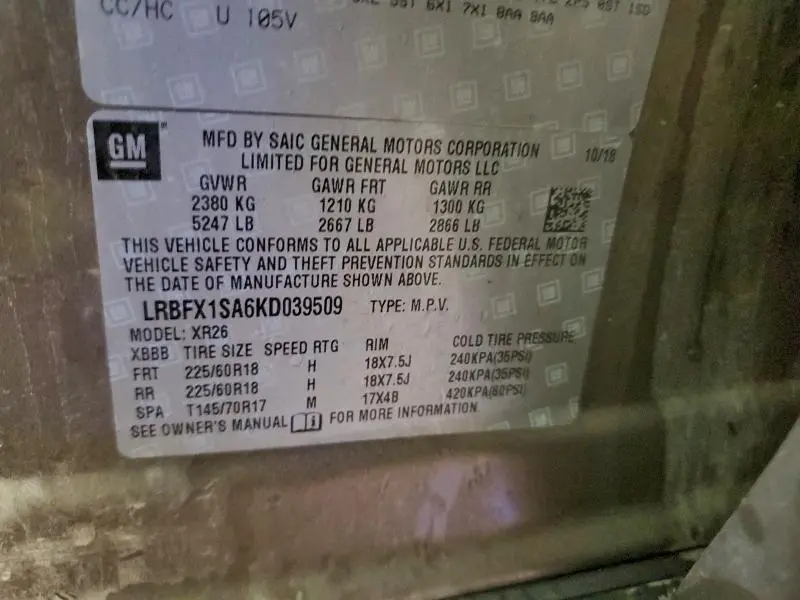 6X1 7X1 8AA 9AA
CC/HC U 105V
GM
MFD BY SAIC GENERAL MOTORS CORPORATION
LIMITED FOR GENERAL MOTORS LLC
10/18
GVWR GAWR FRT GAWR RR
2380 KG 1210 KG 1300 KG
5247 LB 2667 LB 2866 LB
THIS VEHICLE CONFORMS TO ALL APPLICABLE U.S. FEDERAL MOTOR
VEHICLE SAFETY AND THEFT PREVENTION STANDARDS IN EFFECT ON
THE DATE OF MANUFACTURE SHOWN ABOVE.
LRBFX1SA6KD039509 TYPE: M.P.V.
MODEL: XR26
XBBB TIRE SIZE SPEED RTG RIM COLD TIRE PRESSURE
FRT 225/60R18 H 18X7.5J 240KPA(35PSI)
RR 225/60R18 H 18X7.5J 240KPA(35PSI)
SPA T145/70R17 M 17X4B 420KPA(60PSI)
SEE OWNER'S MANUAL FOR MORE INFORMATION